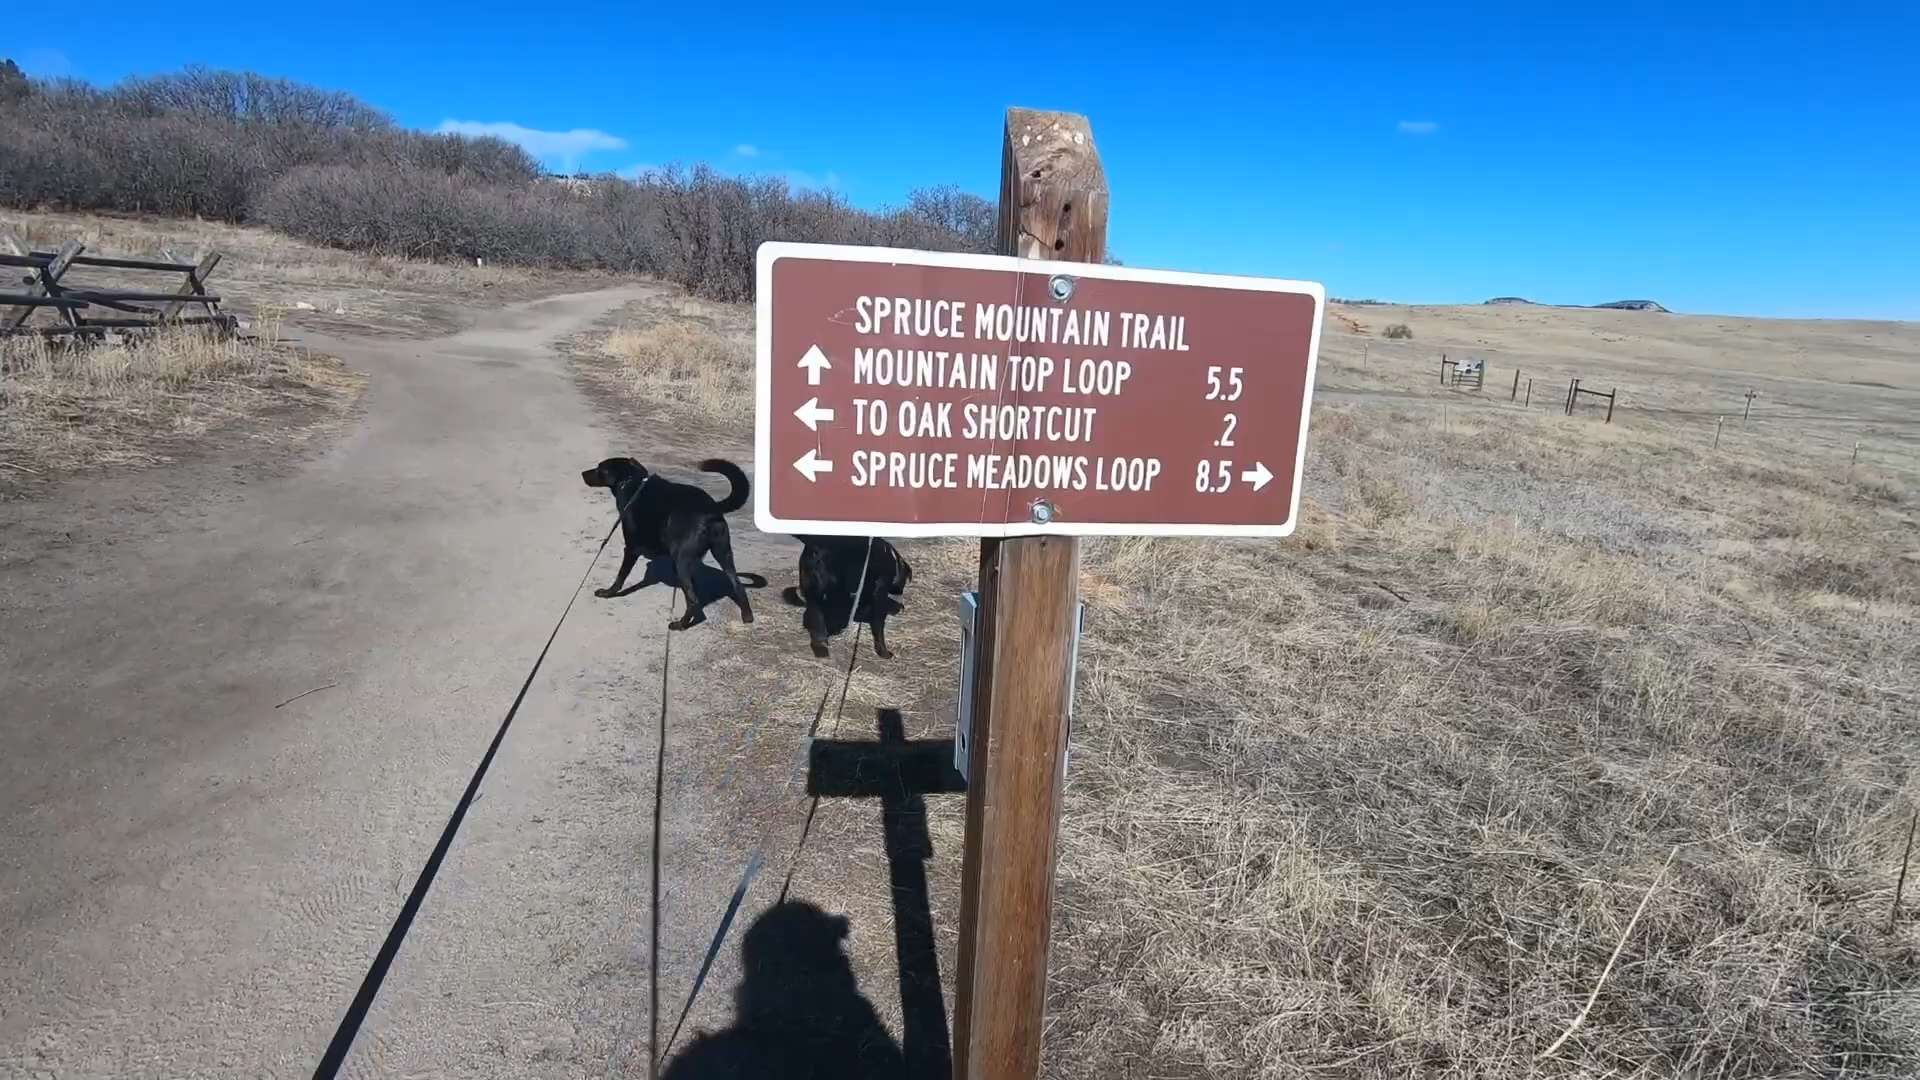 SPRUCE MOUNTAIN TRAIL
↑ MOUNTAIN TOP LOOP 5.5
← TO OAK SHORTCUT .2
← SPRUCE MEADOWS LOOP 8.5 →